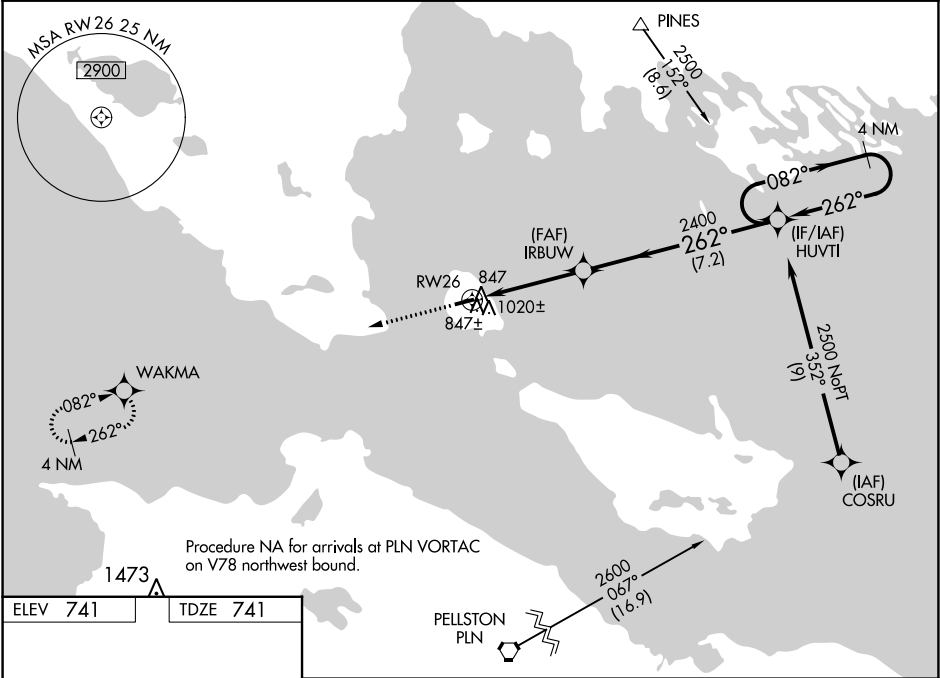 MSA RW26 25 NM
2900
PINES
2500
152°
(8.6)
4 NM
082°
262°
(IF/IAF)
HUVTI
2400
262°
(7.2)
(FAF)
IRBUW
RW26
847
1020±
847±
2500 NoPT
352°
(9)
WAKMA
082°
262°
4 NM
(IAF)
COSRU
Procedure NA for arrivals at PLN VORTAC
on V78 northwest bound.
1473
2600
067°
(16.9)
PELLSTON
PLN
ELEV 741
TDZE 741